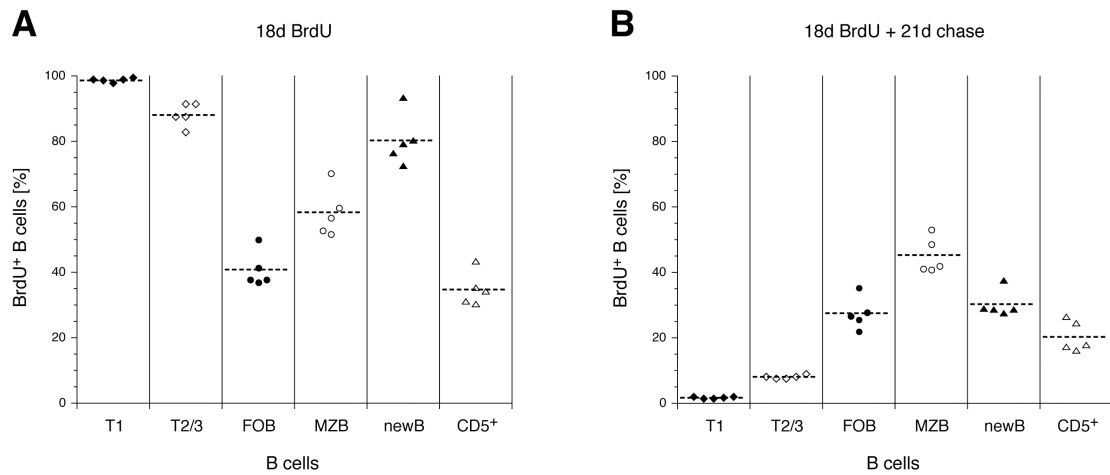 A
18d BrdU
BrdU+ B cells [%]
100
80
60
40
20
0
T1 T2/3 FOB MZB newB CD5+
B cells
B
18d BrdU + 21d chase
BrdU+ B cells [%]
100
80
60
40
20
0
T1 T2/3 FOB MZB newB CD5+
B cells